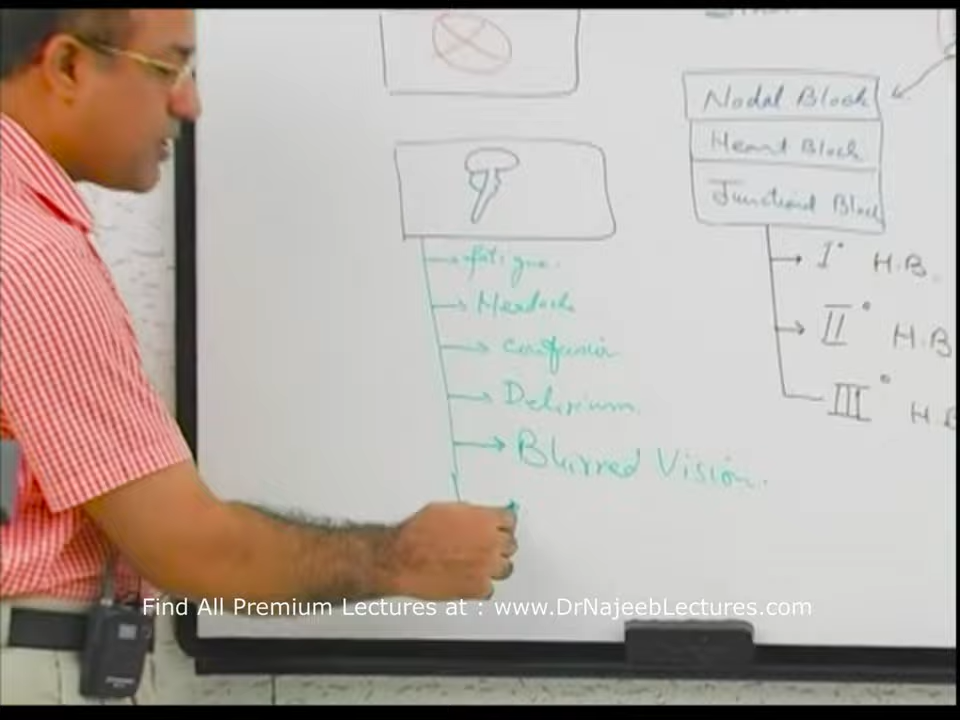 Nodal Block
Heart Block
Junctional Block
fatigue.
Headach
Confusion
Delirium.
Blurred Vision.
I° H.B.
II° H.B
III° H.B
Find All Premium Lectures at : www.DrNajeebLectures.com